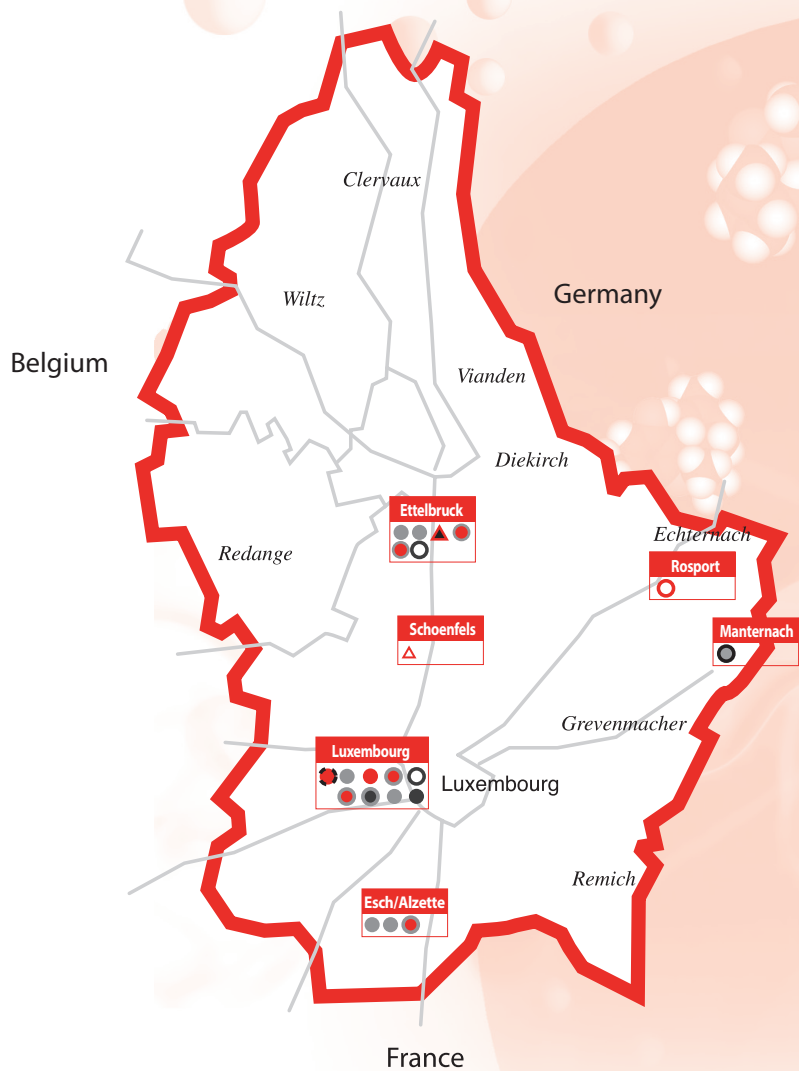 Clervaux
Wiltz
Germany
Belgium
Vianden
Diekirch
Ettelbruck
Echternach
Redange
Rosport
Schoenfels
Manternach
Grevenmacher
Luxembourg
Luxembourg
Remich
Esch/Alzette
France